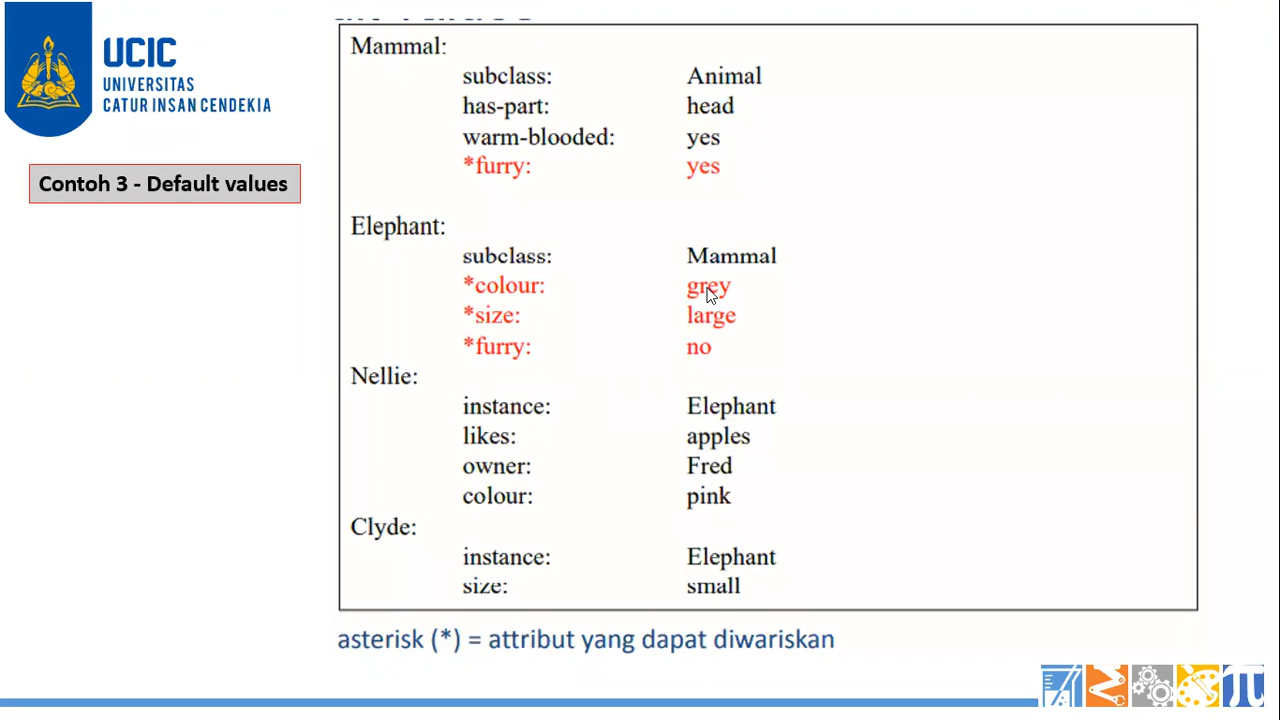 UCIC
UNIVERSITAS
CATUR INSAN CENDEKIA
Contoh 3 - Default values
Mammal:
subclass: Animal
has-part: head
warm-blooded: yes
*furry: yes
Elephant:
subclass: Mammal
*colour: grey
*size: large
*furry: no
Nellie:
instance: Elephant
likes: apples
owner: Fred
colour: pink
Clyde:
instance: Elephant
size: small
asterisk (*) = attribut yang dapat diwariskan